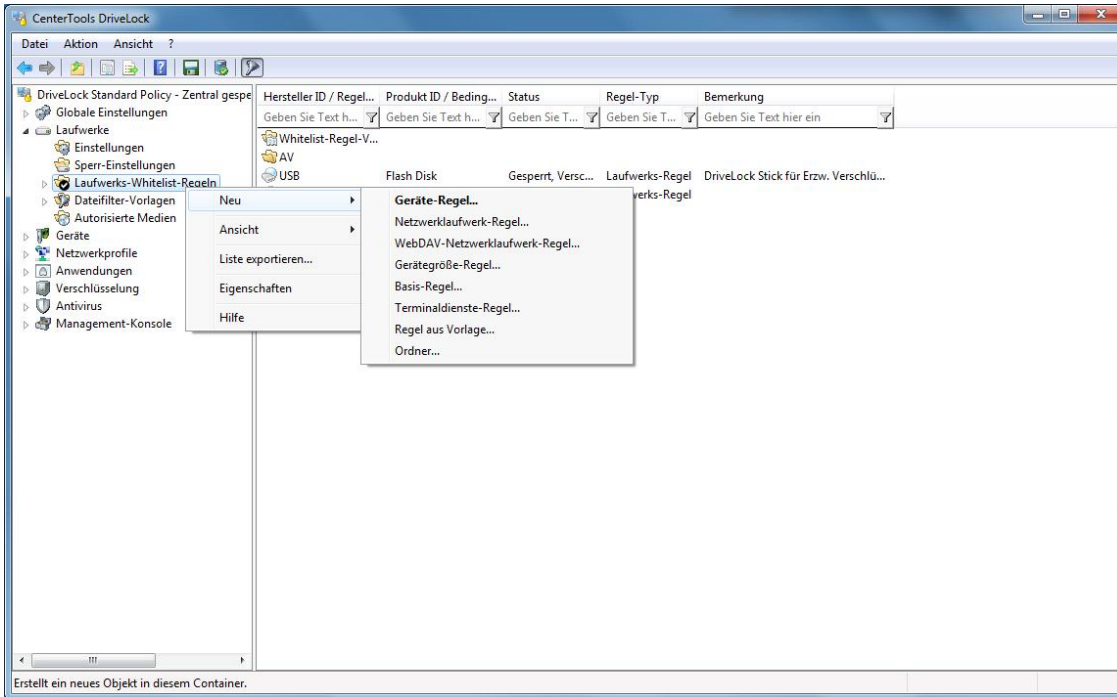 CenterTools DriveLock
Datei Aktion Ansicht ?
DriveLock Standard Policy - Zentral gespe
Globale Einstellungen
Laufwerke
Einstellungen
Sperr-Einstellungen
Laufwerks-Whitelist-Regeln
Dateifilter-Vorlagen
Autorisierte Medien
Geräte
Netzwerkprofile
Anwendungen
Verschlüsselung
Antivirus
Management-Konsole
Hersteller ID / Regel... Produkt ID / Beding... Status Regel-Typ Bemerkung
Geben Sie Text h... Geben Sie Text h... Geben Sie T... Geben Sie T... Geben Sie Text hier ein
Whitelist-Regel-V...
AV
USB Flash Disk Gesperrt, Versc... Laufwerks-Regel DriveLock Stick für Erzw. Verschlü...
werks-Regel
Neu
Ansicht
Liste exportieren...
Eigenschaften
Hilfe
Geräte-Regel...
Netzwerklaufwerk-Regel...
WebDAV-Netzwerklaufwerk-Regel...
Gerätegröße-Regel...
Basis-Regel...
Terminaldienste-Regel...
Regel aus Vorlage...
Ordner...
Erstellt ein neues Objekt in diesem Container.